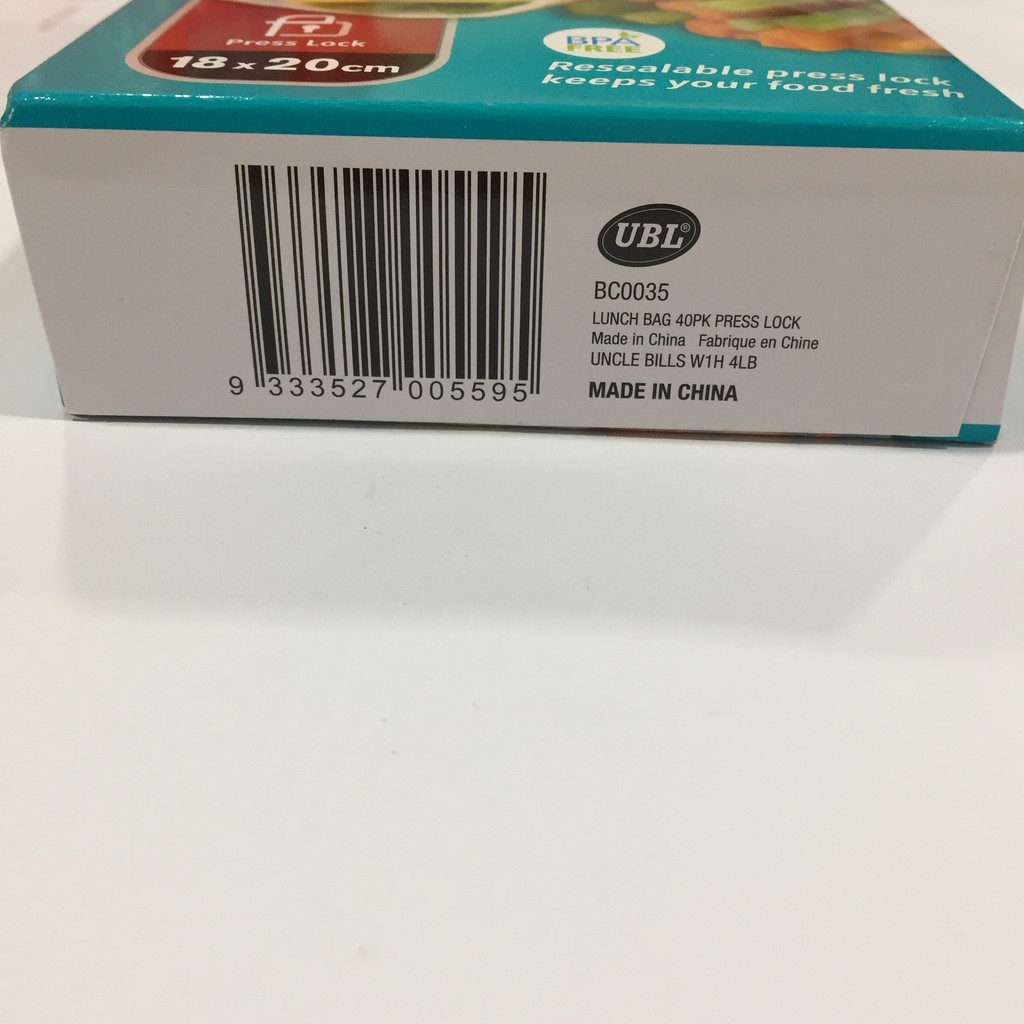 Press Lock
18 x 20cm
BPA
FREE
Resealable press lock
keeps your food fresh
UBL®
BC0035
LUNCH BAG 40PK PRESS LOCK
Made in China Fabrique en Chine
UNCLE BILLS W1H 4LB
MADE IN CHINA
9 333527 005595